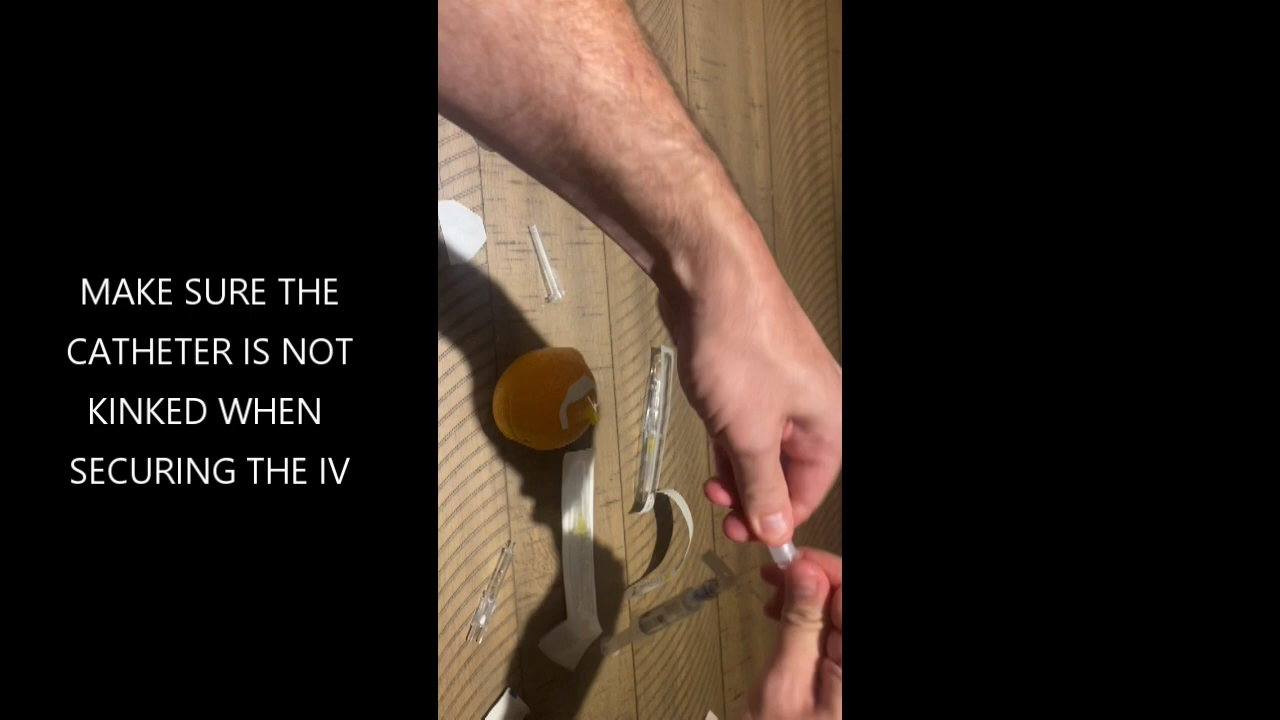 MAKE SURE THE
CATHETER IS NOT
KINKED WHEN
SECURING THE IV